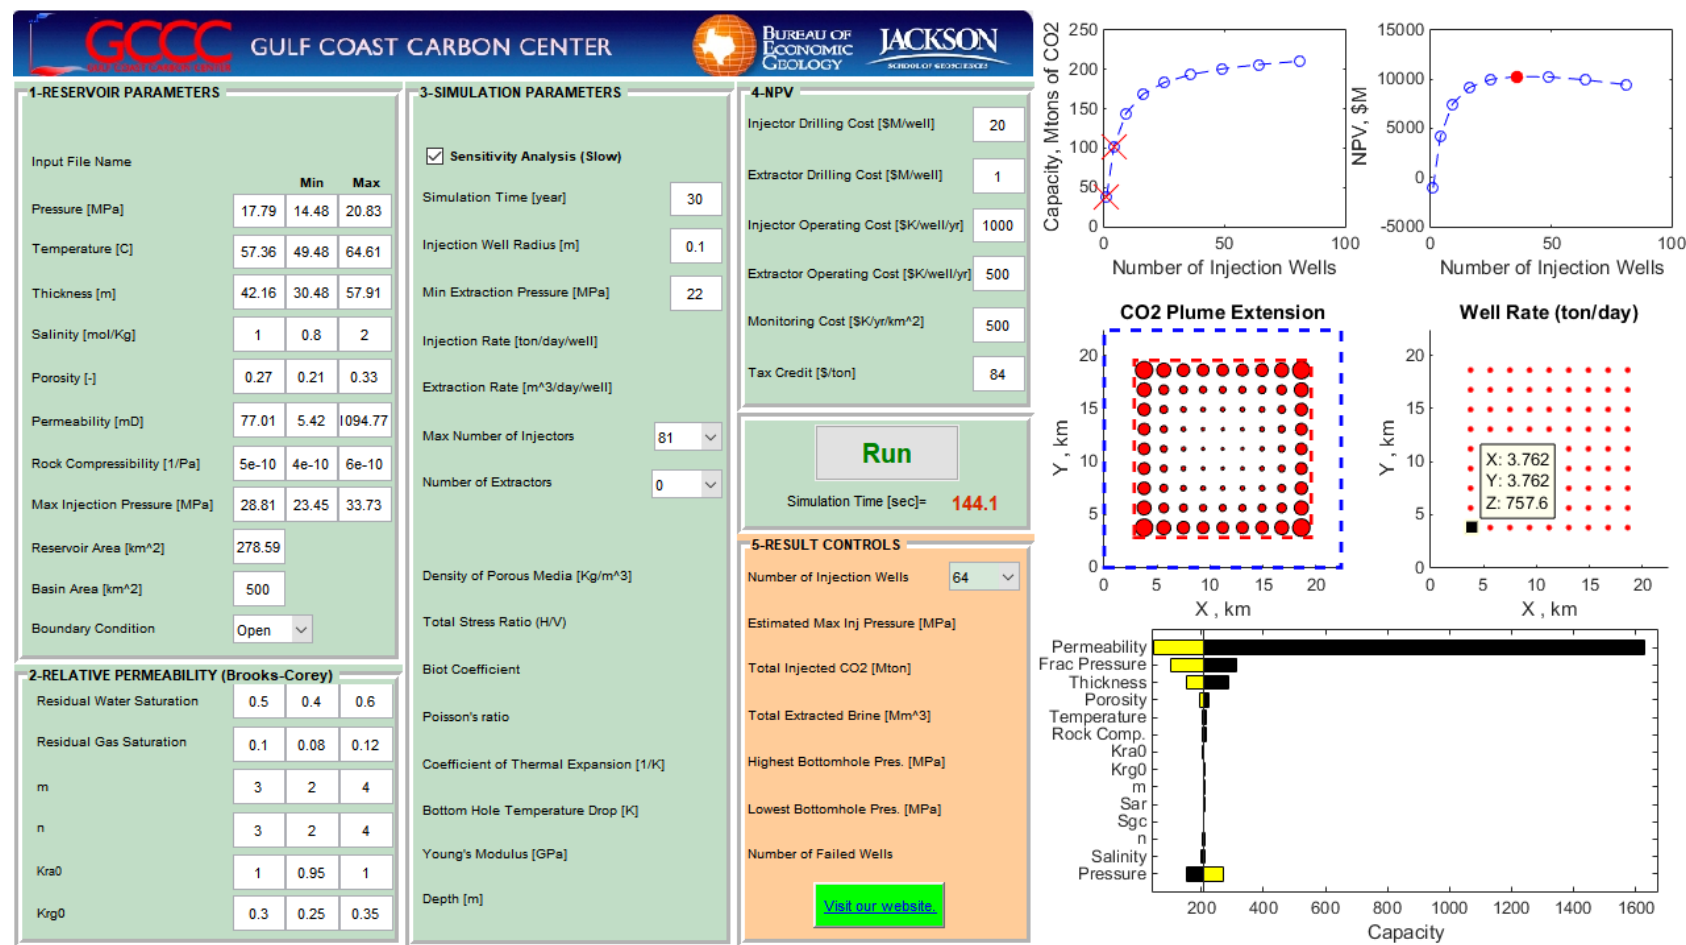 GCCC
GULF COAST CARBON CENTER
GULF COAST CARBON CENTER
BUREAU OF
ECONOMIC
GEOLOGY
JACKSON
SCHOOL OF GEOSCIENCES
1-RESERVOIR PARAMETERS
Input File Name
Min Max
Pressure [MPa] 17.79 14.48 20.83
Temperature [C] 57.36 49.48 64.61
Thickness [m] 42.16 30.48 57.91
Salinity [mol/Kg] 1 0.8 2
Porosity [-] 0.27 0.21 0.33
Permeability [mD] 77.01 5.42 1094.77
Rock Compressibility [1/Pa] 5e-10 4e-10 6e-10
Max Injection Pressure [MPa] 28.81 23.45 33.73
Reservoir Area [km^2] 278.59
Basin Area [km^2] 500
Boundary Condition Open
2-RELATIVE PERMEABILITY (Brooks-Corey)
Residual Water Saturation 0.5 0.4 0.6
Residual Gas Saturation 0.1 0.08 0.12
m 3 2 4
n 3 2 4
Kra0 1 0.95 1
Krg0 0.3 0.25 0.35
3-SIMULATION PARAMETERS
Sensitivity Analysis (Slow)
Simulation Time [year] 30
Injection Well Radius [m] 0.1
Min Extraction Pressure [MPa] 22
Injection Rate [ton/day/well]
Extraction Rate [m^3/day/well]
Max Number of Injectors 81
Number of Extractors 0
Density of Porous Media [Kg/m^3]
Total Stress Ratio (H/V)
Biot Coefficient
Poisson's ratio
Coefficient of Thermal Expansion [1/K]
Bottom Hole Temperature Drop [K]
Young's Modulus [GPa]
Depth [m]
4-NPV
Injector Drilling Cost [$M/well] 20
Extractor Drilling Cost [$M/well] 1
Injector Operating Cost [$K/well/yr] 1000
Extractor Operating Cost [$K/well/yr] 500
Monitoring Cost [$K/yr/km^2] 500
Tax Credit [$/ton] 84
Run
Simulation Time [sec]= 144.1
5-RESULT CONTROLS
Number of Injection Wells 64
Estimated Max Inj Pressure [MPa]
Total Injected CO2 [Mton]
Total Extracted Brine [Mm^3]
Highest Bottomhole Pres. [MPa]
Lowest Bottomhole Pres. [MPa]
Number of Failed Wells
Visit our website.
Capacity, Mtons of CO2
250
200
150
100
50
0
0 50 100
Number of Injection Wells
NPV, $M
15000
10000
5000
0
-5000
0 50 100
Number of Injection Wells
CO2 Plume Extension
Y , km
20
15
10
5
0
0 5 10 15 20
X , km
Well Rate (ton/day)
Y , km
20
15
10
5
0
X: 3.762
Y: 3.762
Z: 757.6
0 5 10 15 20
X , km
Permeability
Frac Pressure
Thickness
Porosity
Temperature
Rock Comp.
Kra0
Krg0
m
Sar
Sgc
n
Salinity
Pressure
200 400 600 800 1000 1200 1400 1600
Capacity